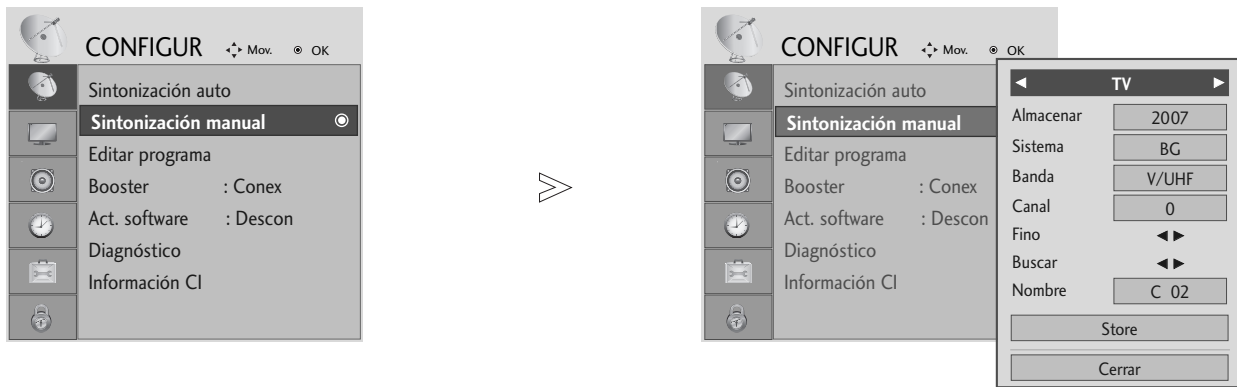 CONFIGUR Mov. OK
Sintonización auto
Sintonización manual
Editar programa
Booster : Conex
Act. software : Descon
Diagnóstico
Información CI
CONFIGUR Mov. OK
Sintonización auto
Sintonización manual
Editar programa
Booster : Conex
Act. software : Descon
Diagnóstico
Información CI
TV
Almacenar 2007
Sistema BG
Banda V/UHF
Canal 0
Fino
Buscar
Nombre C 02
Store
Cerrar